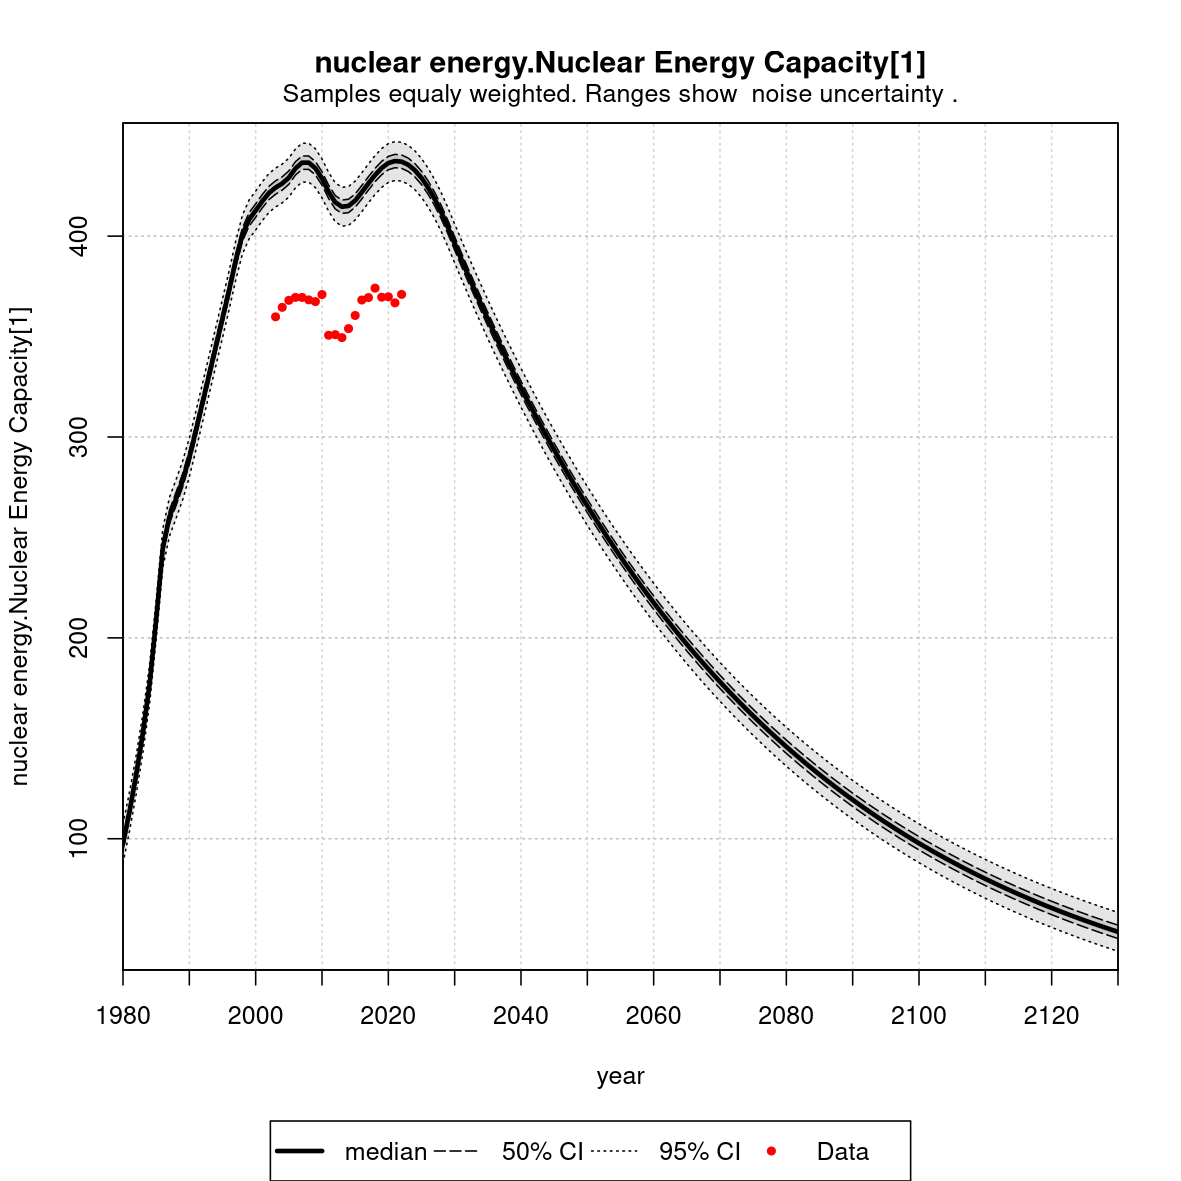 nuclear energy.Nuclear Energy Capacity[1]
Samples equaly weighted. Ranges show  noise uncertainty .
nuclear energy.Nuclear Energy Capacity[1]
400
300
200
100
1980 2000 2020 2040 2060 2080 2100 2120
year
median 50% CI 95% CI Data